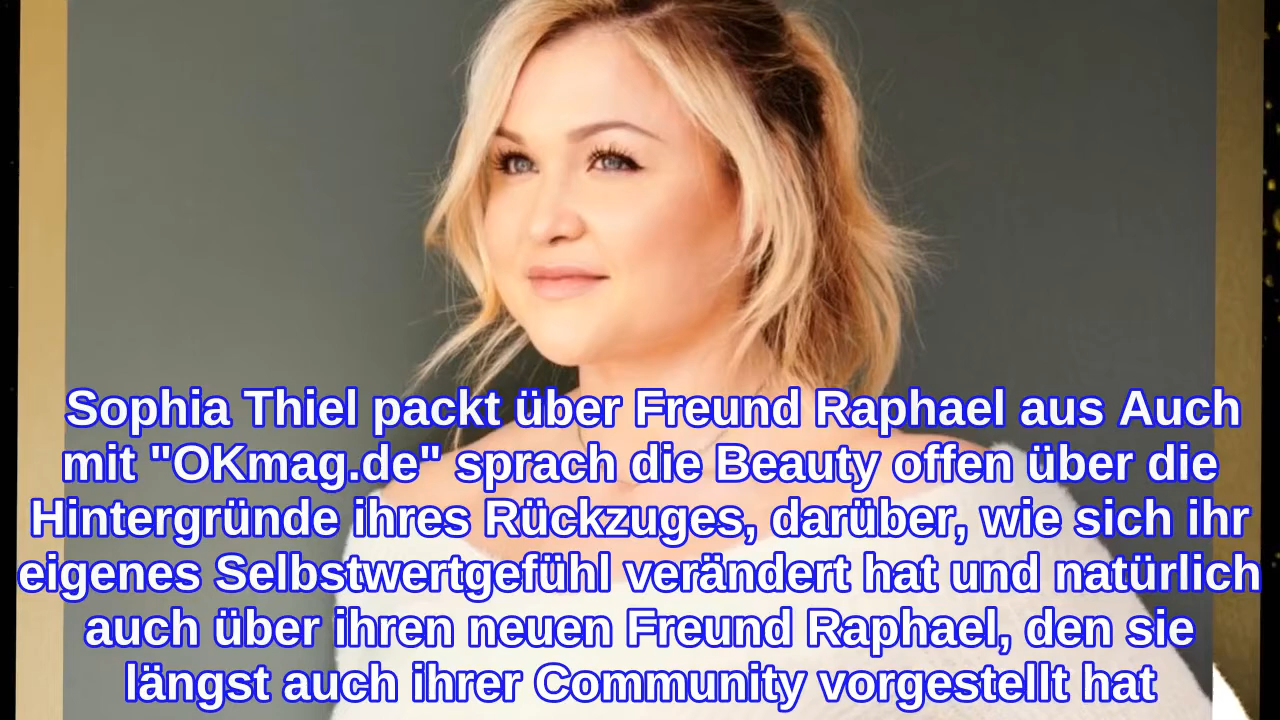 Sophia Thiel packt über Freund Raphael aus Auch
mit "OKmag.de" sprach die Beauty offen über die
Hintergründe ihres Rückzuges, darüber, wie sich ihr
eigenes Selbstwertgefühl verändert hat und natürlich
auch über ihren neuen Freund Raphael, den sie
längst auch ihrer Community vorgestellt hat